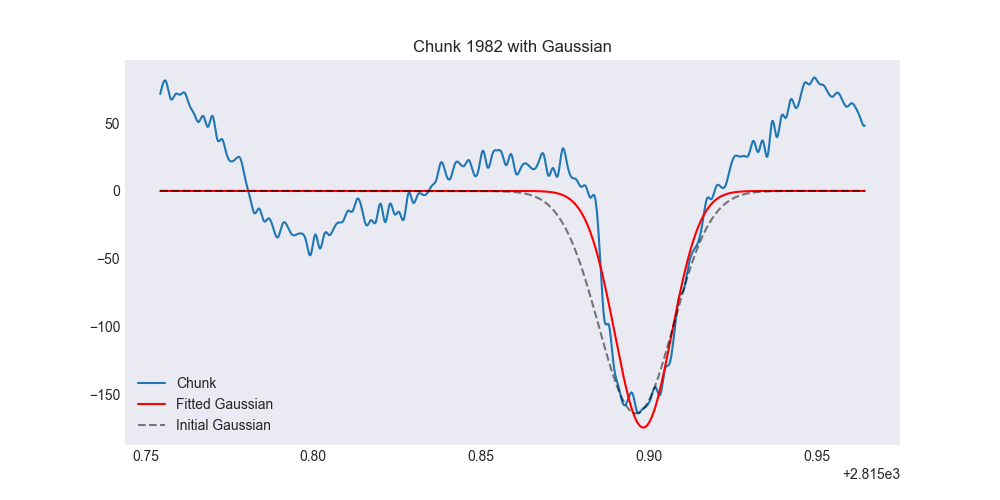 Chunk 1982 with Gaussian
50
0
−50
−100
−150
Chunk
Fitted Gaussian
Initial Gaussian
0.75 0.80 0.85 0.90 0.95
+2.815e3